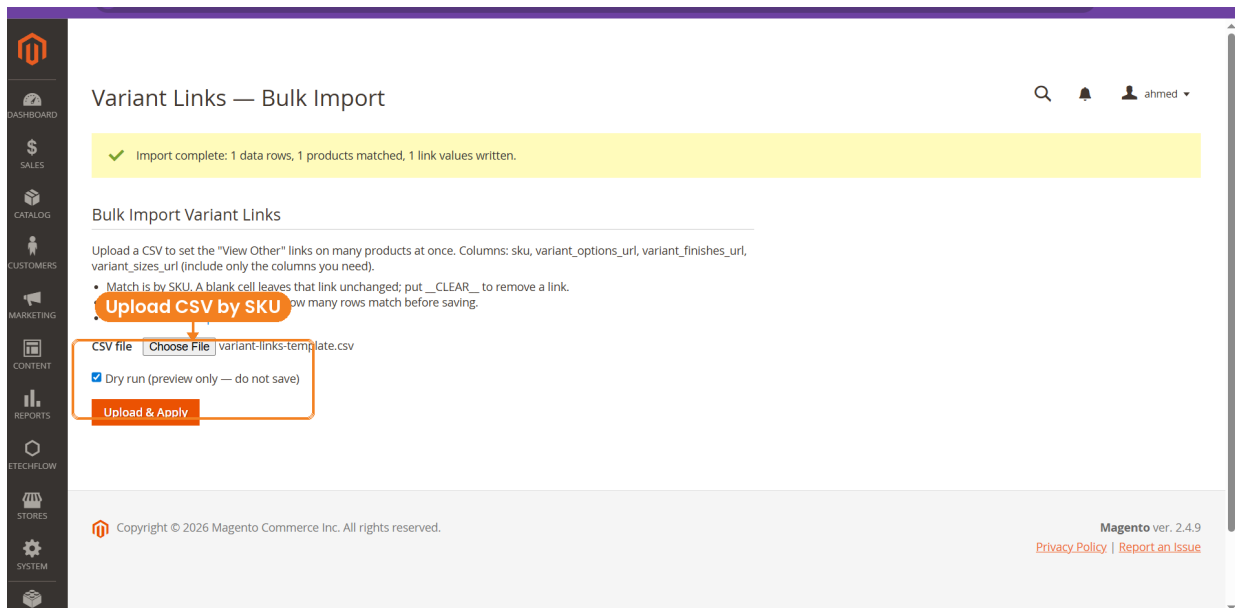 Variant Links — Bulk Import
ahmed
DASHBOARD
SALES
CATALOG
CUSTOMERS
MARKETING
CONTENT
REPORTS
ETECHFLOW
STORES
SYSTEM
Import complete: 1 data rows, 1 products matched, 1 link values written.
Bulk Import Variant Links
Upload a CSV to set the "View Other" links on many products at once. Columns: sku, variant_options_url, variant_finishes_url,
variant_sizes_url (include only the columns you need).
• Match is by SKU. A blank cell leaves that link unchanged; put __CLEAR__ to remove a link.
how many rows match before saving.
Upload CSV by SKU
CSV file Choose File variant-links-template.csv
Dry run (preview only — do not save)
Upload & Apply
Copyright © 2026 Magento Commerce Inc. All rights reserved.
Magento ver. 2.4.9
Privacy Policy | Report an Issue